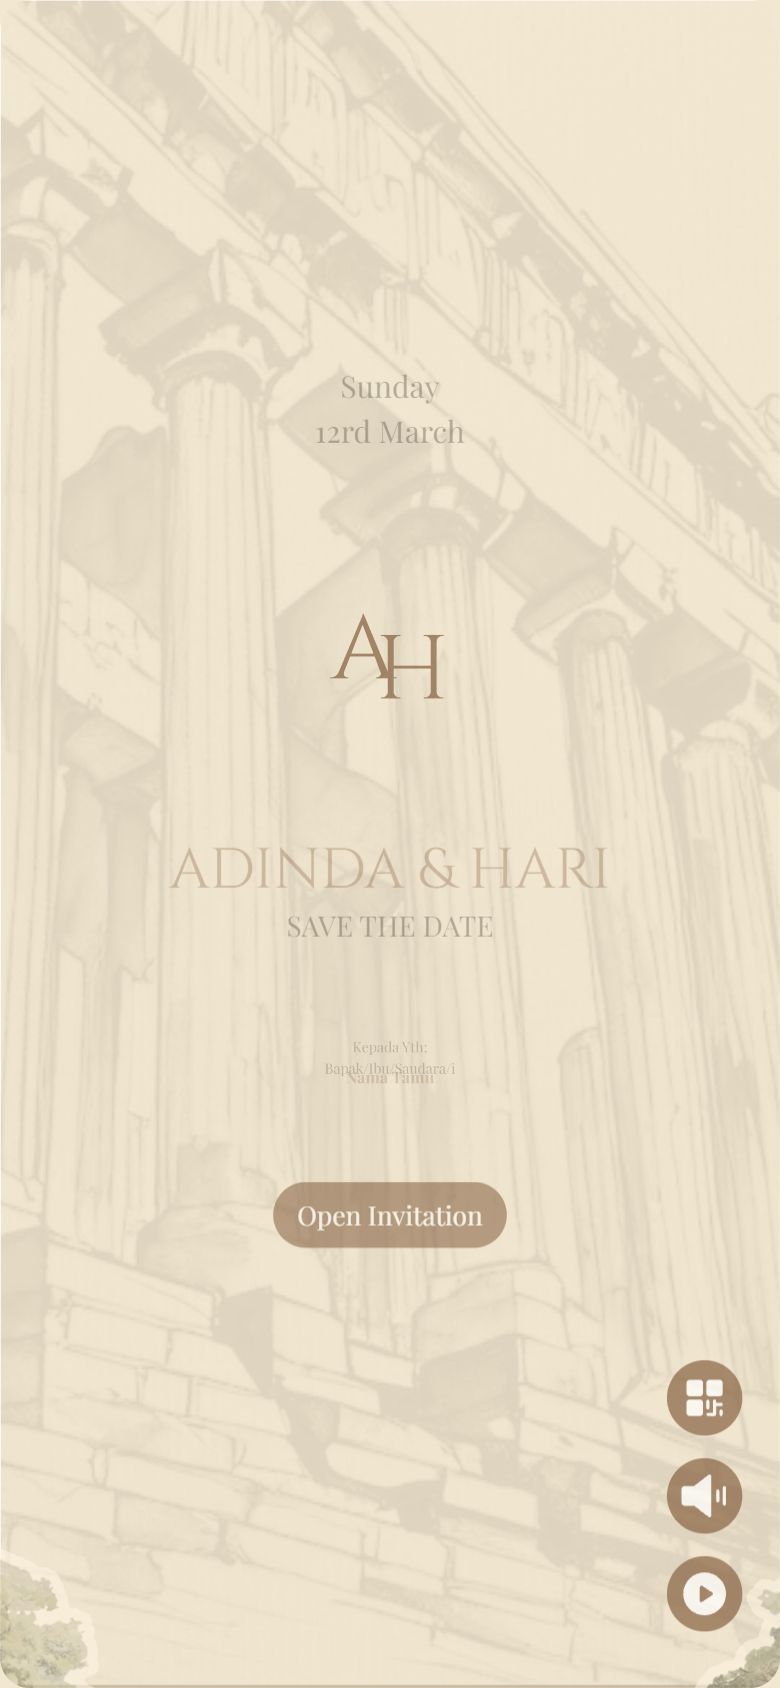 Sunday
12rd March
AH
ADINDA & HARI
SAVE THE DATE
Kepada Yth:
Bapak/Ibu/Saudara/i
Nama Tamu
Open Invitation